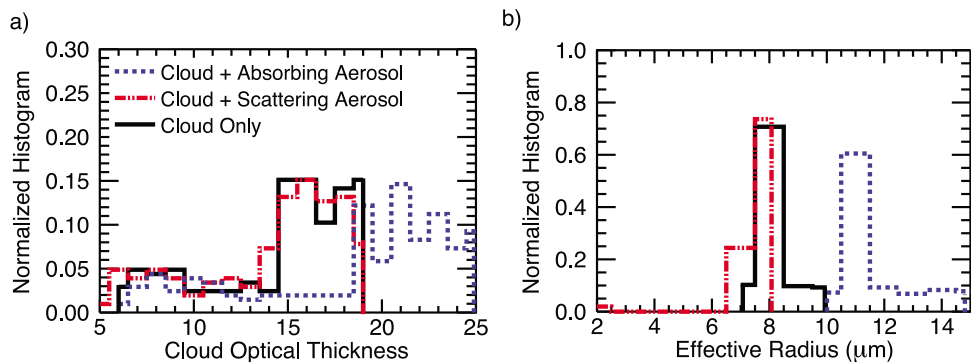 a)
0.30
0.25
0.20
0.15
0.10
0.05
0.00
Normalized Histogram
Cloud + Absorbing Aerosol
Cloud + Scattering Aerosol
Cloud Only
5 10 15 20 25
Cloud Optical Thickness
b)
1.0
0.8
0.6
0.4
0.2
0.0
Normalized Histogram
2 4 6 8 10 12 14
Effective Radius (μm)